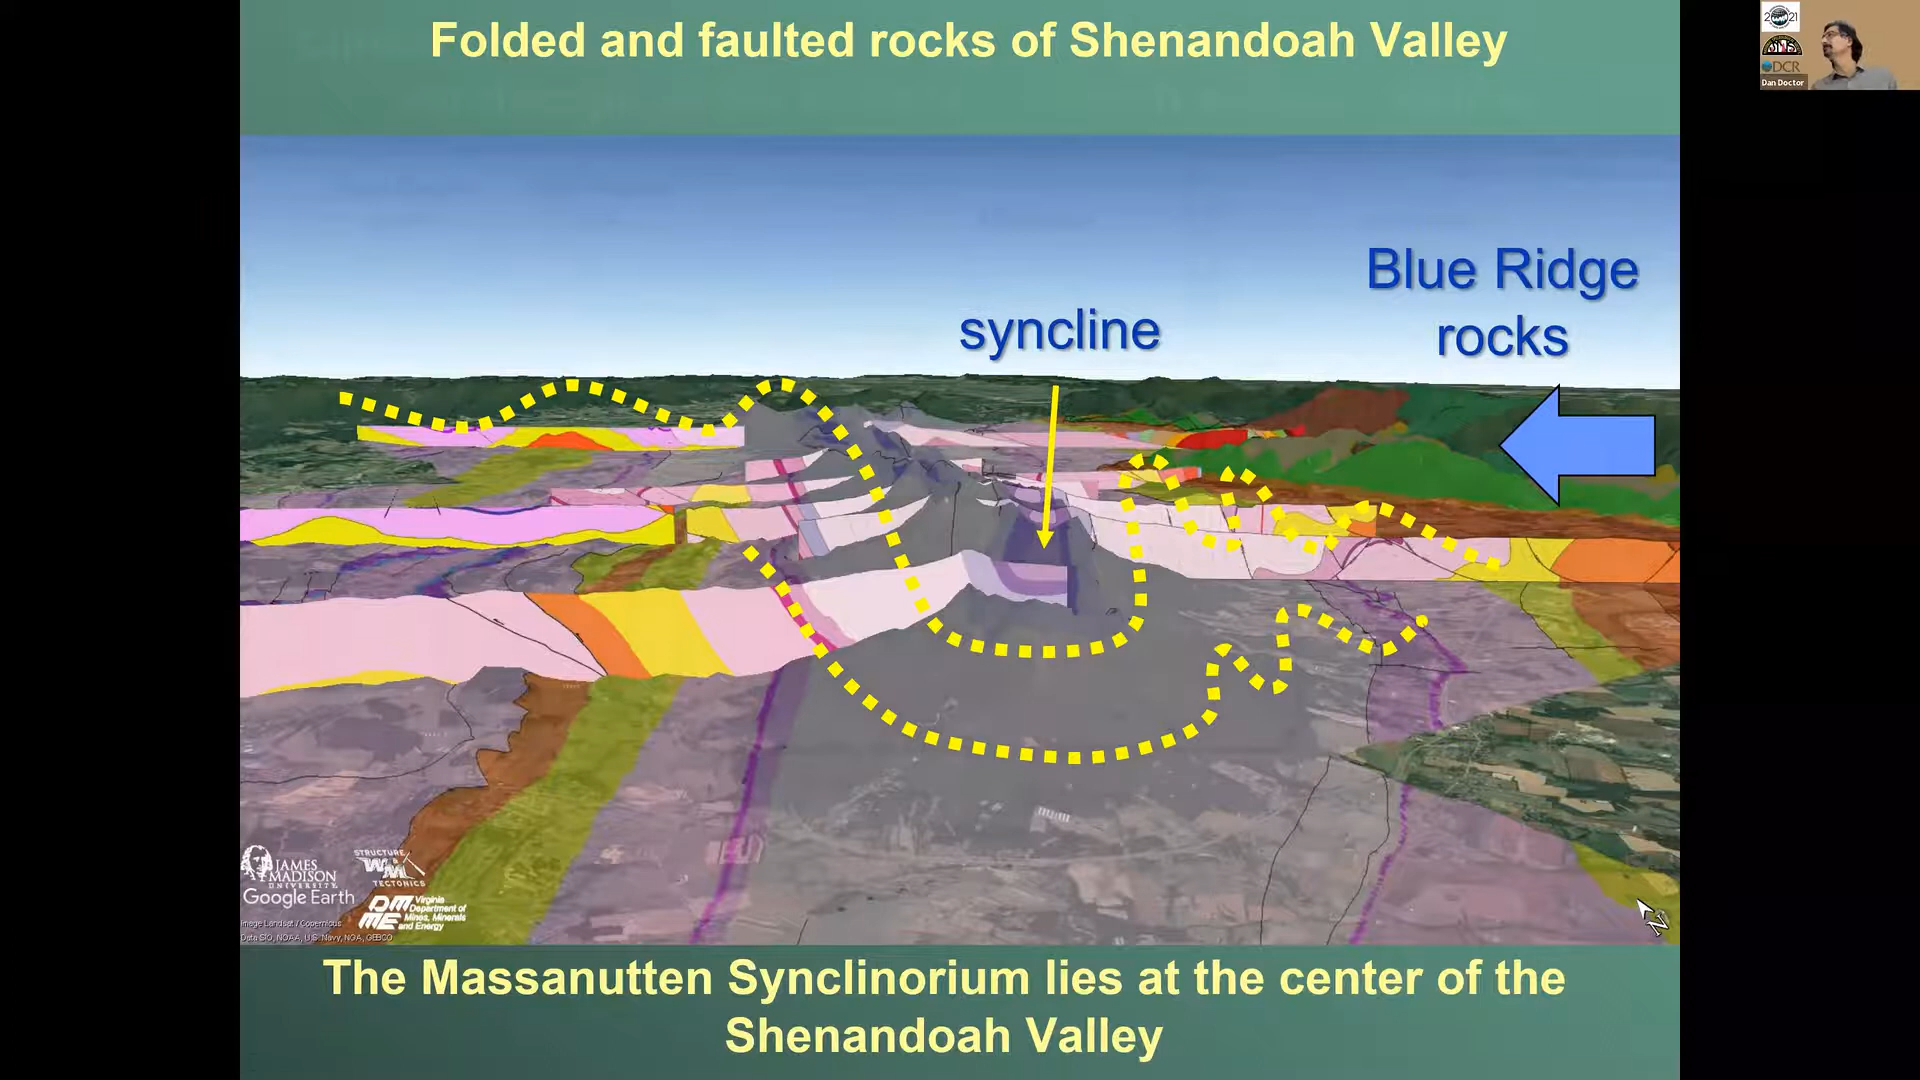 Folded and faulted rocks of Shenandoah Valley
2021
DCR
Dan Doctor
Blue Ridge
rocks
syncline
JAMES
MADISON
UNIVERSITY
Google Earth
STRUCTURE
W&M
TECTONICS
DMME
Virginia
Department of
Mines, Minerals
and Energy
Image Landsat / Copernicus
Data SIO, NOAA, U.S. Navy, NGA, GEBCO
N
The Massanutten Synclinorium lies at the center of the
Shenandoah Valley